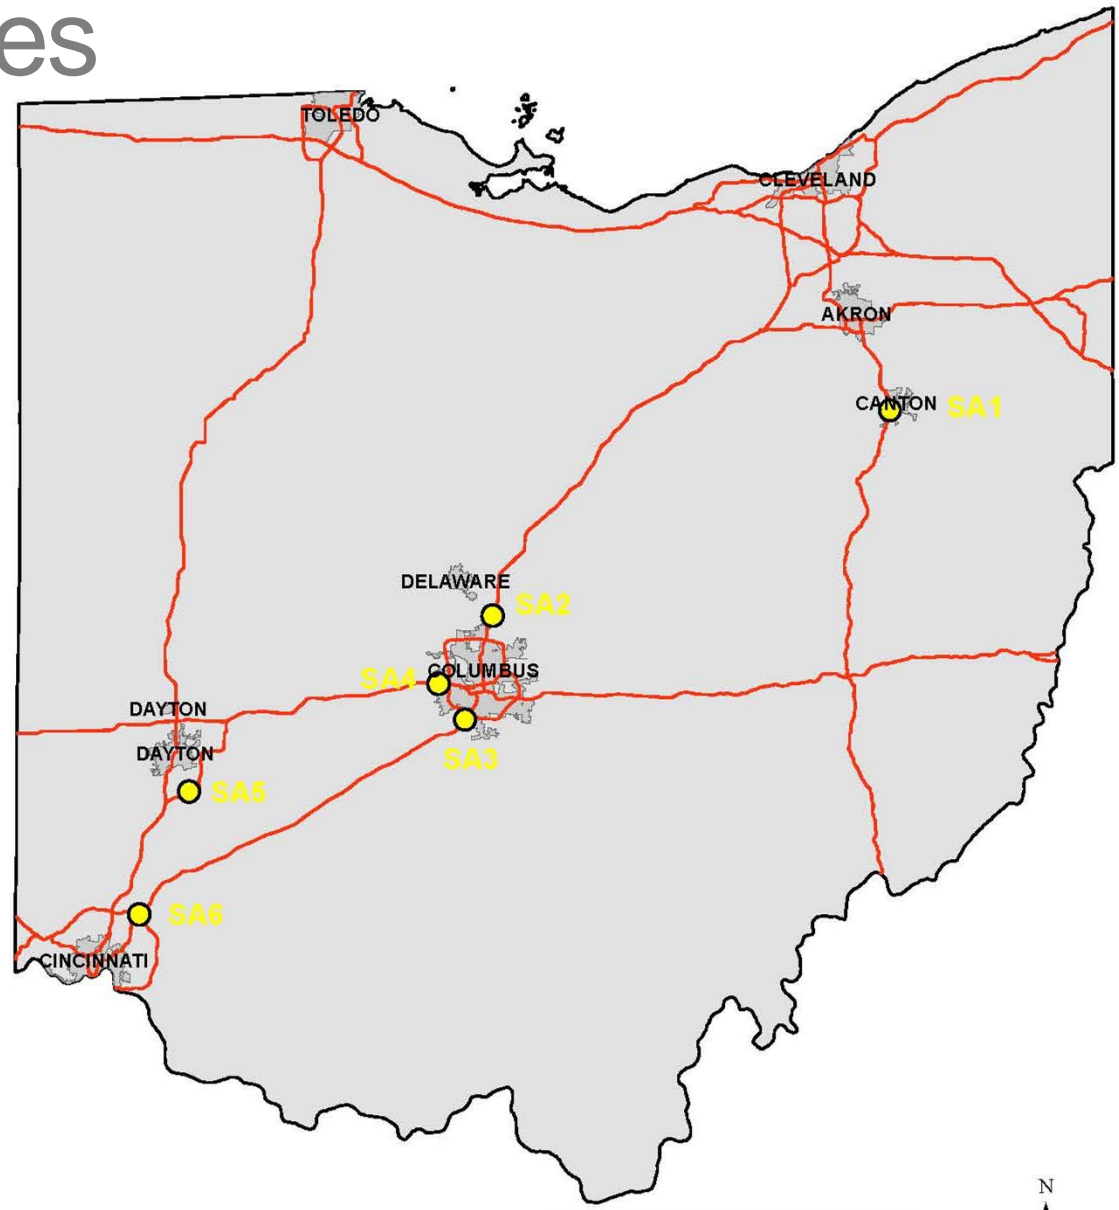 es
TOLEDO
CLEVELAND
AKRON
CANTON SA1
DELAWARE
SA2
COLUMBUS
SA4
DAYTON
SA3
DAYTON
SA5
SA6
CINCINNATI
N